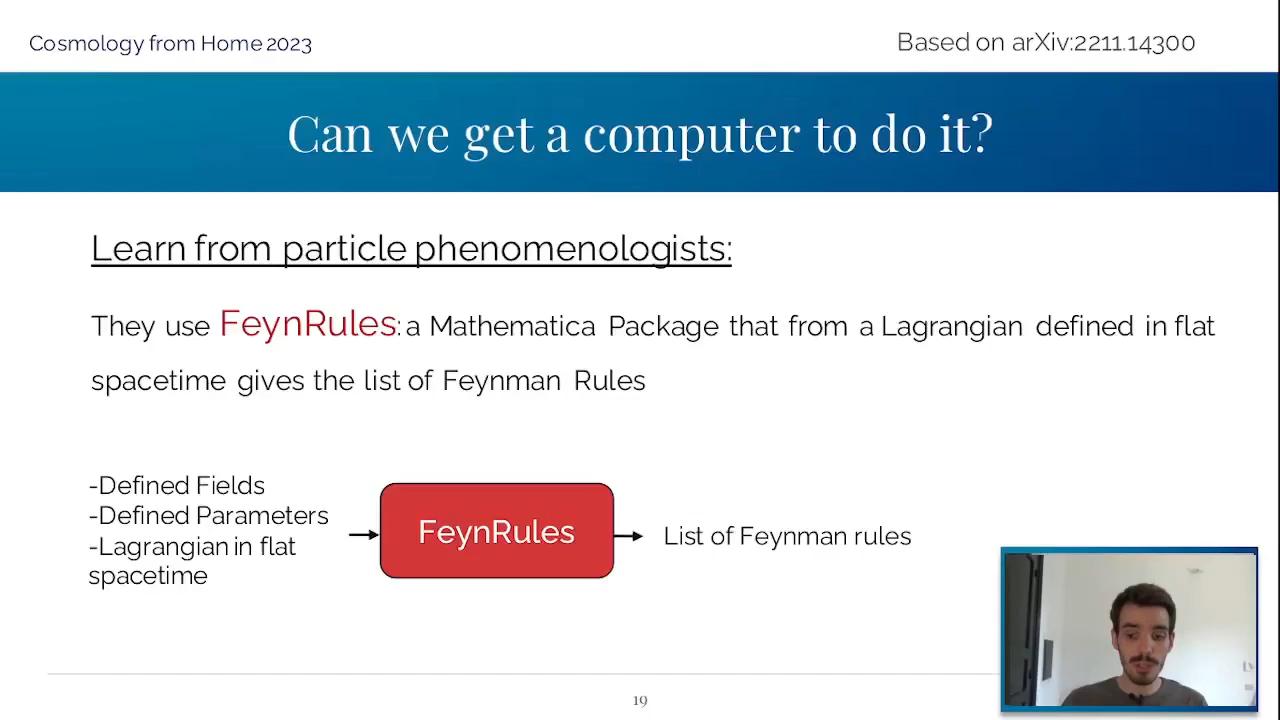 Cosmology from Home 2023
Based on arXiv:2211.14300
Can we get a computer to do it?
Learn from particle phenomenologists:
They use FeynRules: a Mathematica Package that from a Lagrangian defined in flat
spacetime gives the list of Feynman Rules
-Defined Fields
-Defined Parameters
-Lagrangian in flat
spacetime
FeynRules
List of Feynman rules
19